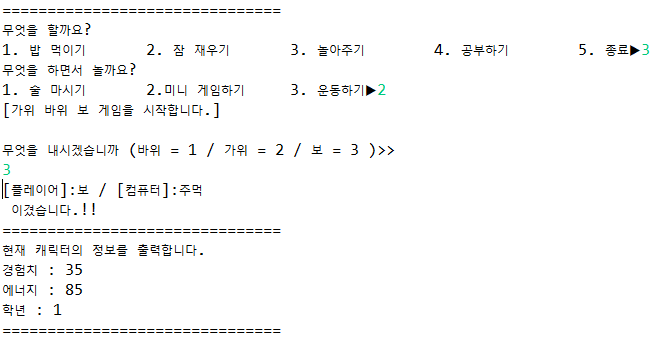 ===============================
무엇을 할까요?
1. 밥 먹이기 2. 잠 재우기 3. 놀아주기 4. 공부하기 5. 종료▶3
무엇을 하면서 놀까요?
1. 술 마시기 2.미니 게임하기 3. 운동하기▶2
[가위 바위 보 게임을 시작합니다.]
무엇을 내시겠습니까 (바위 = 1 / 가위 = 2 / 보 = 3 )>>
3
[플레이어]:보 / [컴퓨터]:주먹
이겼습니다.!!
===============================
현재 캐릭터의 정보를 출력합니다.
경험치 : 35
에너지 : 85
학년 : 1
===============================